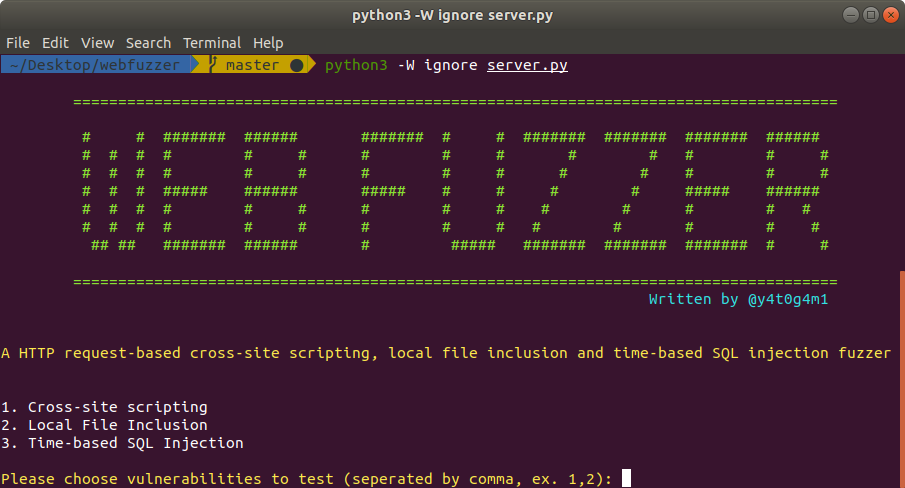 python3 -W ignore server.py
File Edit View Search Terminal Help
~/Desktop/webfuzzer master ● python3 -W ignore server.py
=====================================================================================
WEB FUZZER
=====================================================================================
Written by @y4t0g4m1
A HTTP request-based cross-site scripting, local file inclusion and time-based SQL injection fuzzer
1. Cross-site scripting
2. Local File Inclusion
3. Time-based SQL Injection
Please choose vulnerabilities to test (seperated by comma, ex. 1,2):